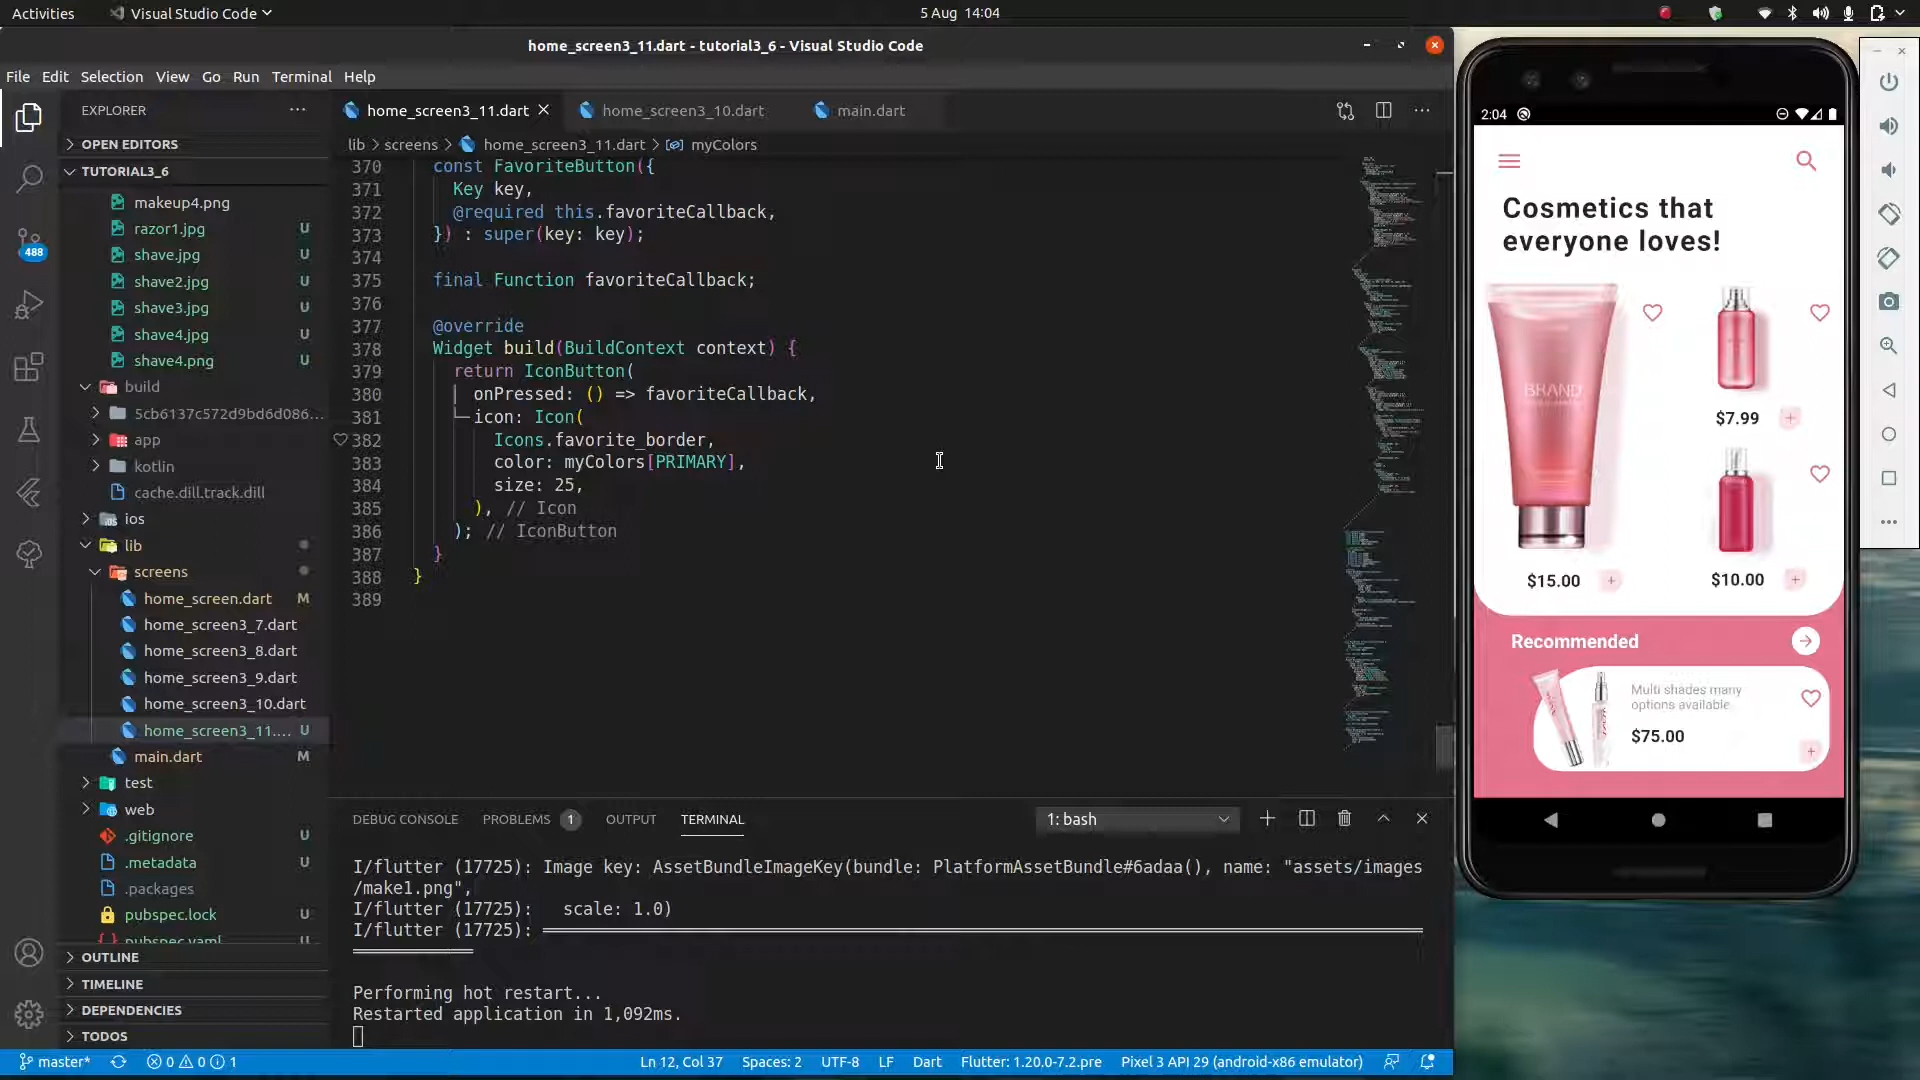 Activities
Visual Studio Code
5 Aug 14:04
home_screen3_11.dart - tutorial3_6 - Visual Studio Code
File Edit Selection View Go Run Terminal Help
EXPLORER
OPEN EDITORS
TUTORIAL3_6
makeup4.png
razor1.jpg U
shave.jpg U
shave2.jpg U
shave3.jpg U
shave4.jpg U
shave4.png U
build
5cb6137c572d9bd6d086...
app
kotlin
cache.dill.track.dill
ios
lib
screens
home_screen.dart M
home_screen3_7.dart
home_screen3_8.dart
home_screen3_9.dart
home_screen3_10.dart
home_screen3_11.... U
main.dart M
test
web
.gitignore U
.metadata U
.packages
pubspec.lock U
pubspec.yaml
OUTLINE
TIMELINE
DEPENDENCIES
TODOS
488
home_screen3_11.dart
home_screen3_10.dart
main.dart
lib > screens > home_screen3_11.dart > myColors
370 const FavoriteButton({
371 Key key,
372 @required this.favoriteCallback,
373 }) : super(key: key);
374
375 final Function favoriteCallback;
376
377 @override
378 Widget build(BuildContext context) {
379 return IconButton(
380 onPressed: () => favoriteCallback,
381 icon: Icon(
382 Icons.favorite_border,
383 color: myColors[PRIMARY],
384 size: 25,
385 ), // Icon
386 ); // IconButton
387 }
388 }
389
DEBUG CONSOLE PROBLEMS 1 OUTPUT TERMINAL
1: bash
I/flutter (17725): Image key: AssetBundleImageKey(bundle: PlatformAssetBundle#6adaa(), name: "assets/images
/make1.png",
I/flutter (17725): scale: 1.0)
I/flutter (17725): ════════════════════════════════════════
════════════
Performing hot restart...
Restarted application in 1,092ms.
master* 0 0 1
Ln 12, Col 37 Spaces: 2 UTF-8 LF Dart Flutter: 1.20.0-7.2.pre Pixel 3 API 29 (android-x86 emulator)
2:04
Cosmetics that
everyone loves!
BRAND
$7.99 +
$15.00 +
$10.00 +
Recommended
Multi shades many
options available
$75.00
+